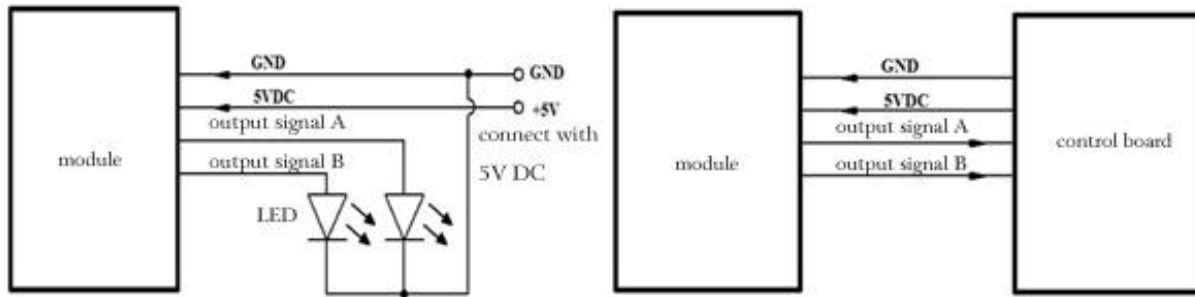 GND
GND
5VDC
+5V
output signal A
connect with
module
output signal B
5V DC
LED
GND
5VDC
output signal A
module
control board
output signal B